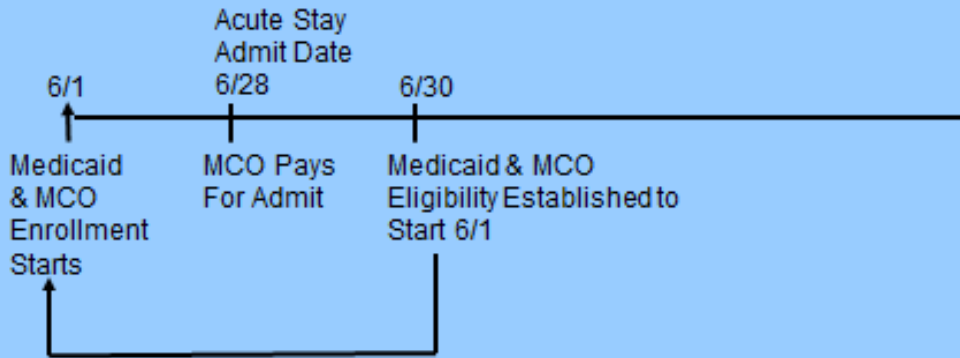 Acute Stay
Admit Date
6/1
6/28
6/30
Medicaid
& MCO
Enrollment
Starts
MCO Pays
For Admit
Medicaid & MCO
Eligibility Established to
Start 6/1